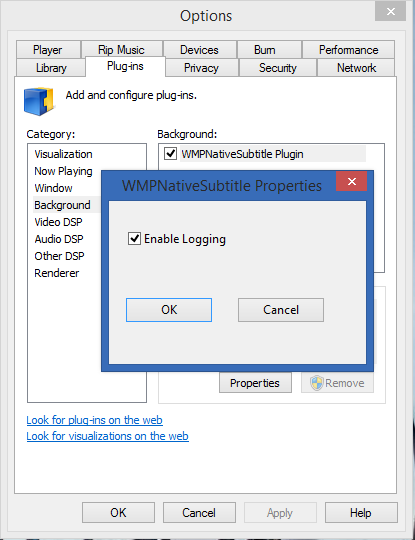 Options
Player Rip Music Devices Burn Performance
Library Plug-ins Privacy Security Network
Add and configure plug-ins.
Category: Background:
Visualization
WMPNativeSubtitle Plugin
Now Playing
Window
Background
Video DSP
Audio DSP
Other DSP
Renderer
WMPNativeSubtitle Properties
Enable Logging
OK Cancel
Properties Remove
Look for plug-ins on the web
Look for visualizations on the web
OK Cancel Apply Help